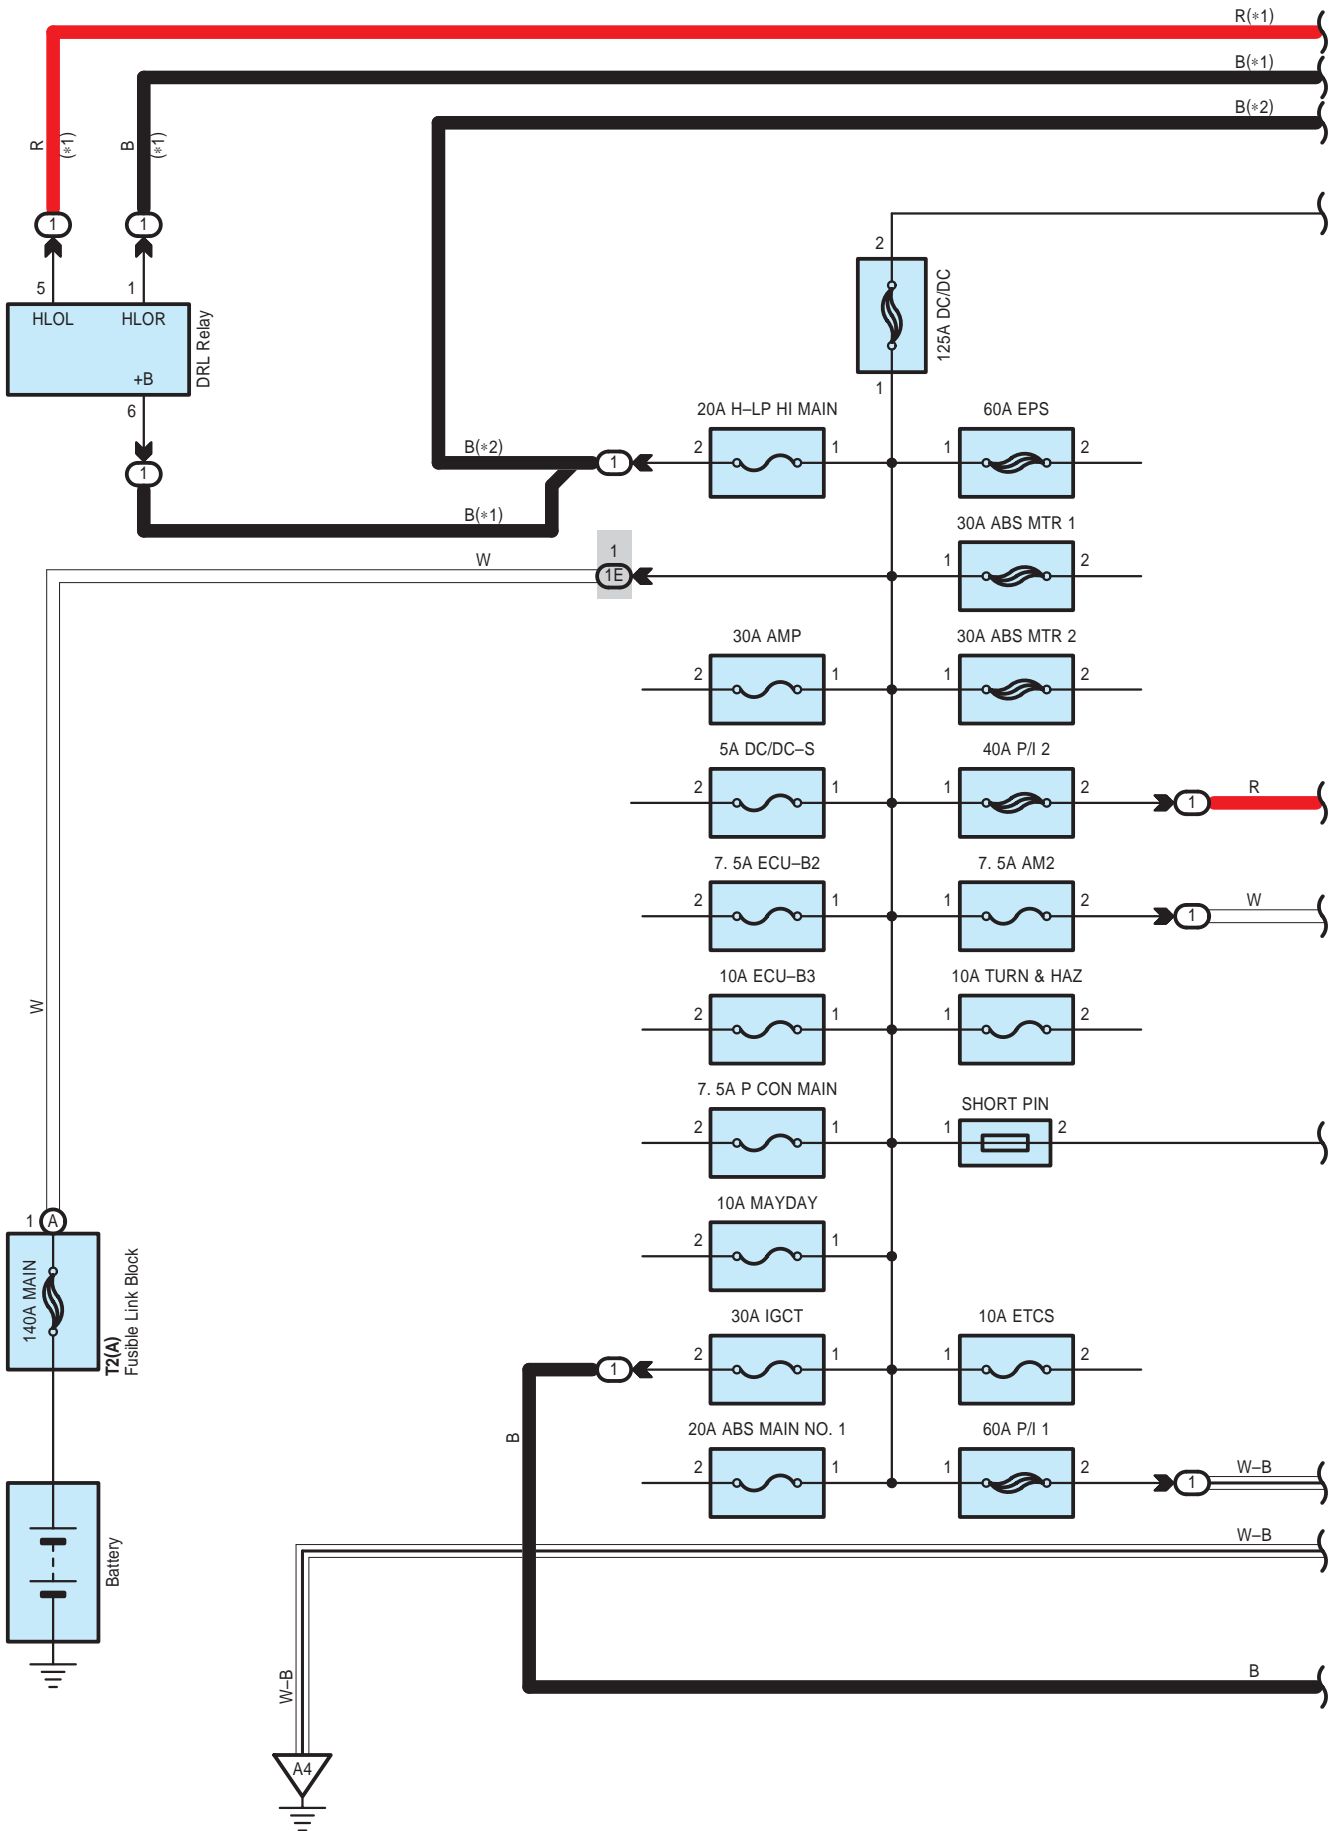 R(*1)
B(*1)
B(*2)
R
(*1)
B
(*1)
1
1
2
5
1
HLOL
HLOR
+B
DRL Relay
125A DC/DC
6
1
20A H–LP HI MAIN
60A EPS
B(*2)
1
2
1
1
2
1
B(*1)
30A ABS MTR 1
W
1
1E
1
2
30A AMP
30A ABS MTR 2
2
1
1
2
5A DC/DC–S
40A P/I 2
2
1
1
2
1
R
7. 5A ECU–B2
7. 5A AM2
2
1
1
2
1
W
W
10A ECU–B3
10A TURN & HAZ
2
1
1
2
7. 5A P CON MAIN
SHORT PIN
2
1
1
2
10A MAYDAY
1
A
2
1
140A MAIN
T2(A)
Fusible Link Block
30A IGCT
10A ETCS
1
2
1
1
2
B
20A ABS MAIN NO. 1
60A P/I 1
2
1
1
2
1
W–B
W–B
Battery
W–B
B
A4